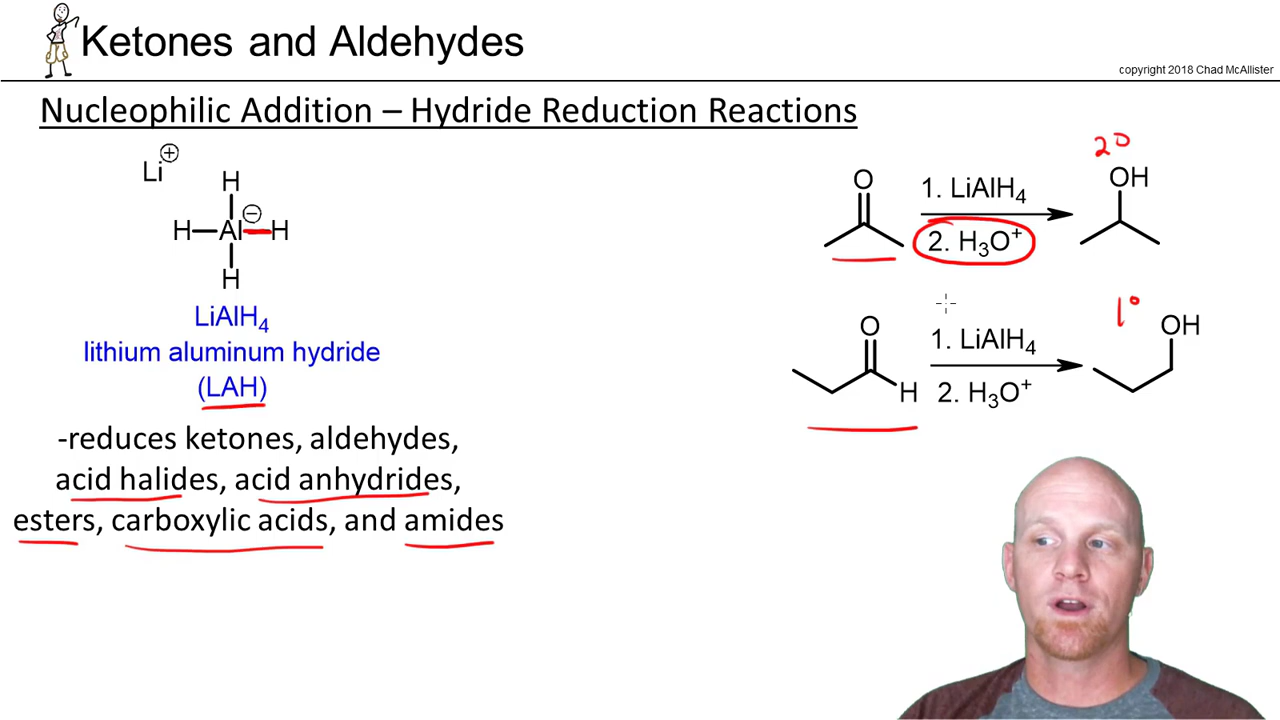 Ketones and Aldehydes
copyright 2018 Chad McAllister
Nucleophilic Addition – Hydride Reduction Reactions
Li⊕
H
⊖
H–Al–H
H
LiAlH₄
lithium aluminum hydride
(LAH)
-reduces ketones, aldehydes,
acid halides, acid anhydrides,
esters, carboxylic acids, and amides
2°
O
1. LiAlH₄
2. H₃O⁺
OH
1°
O
H
1. LiAlH₄
2. H₃O⁺
OH